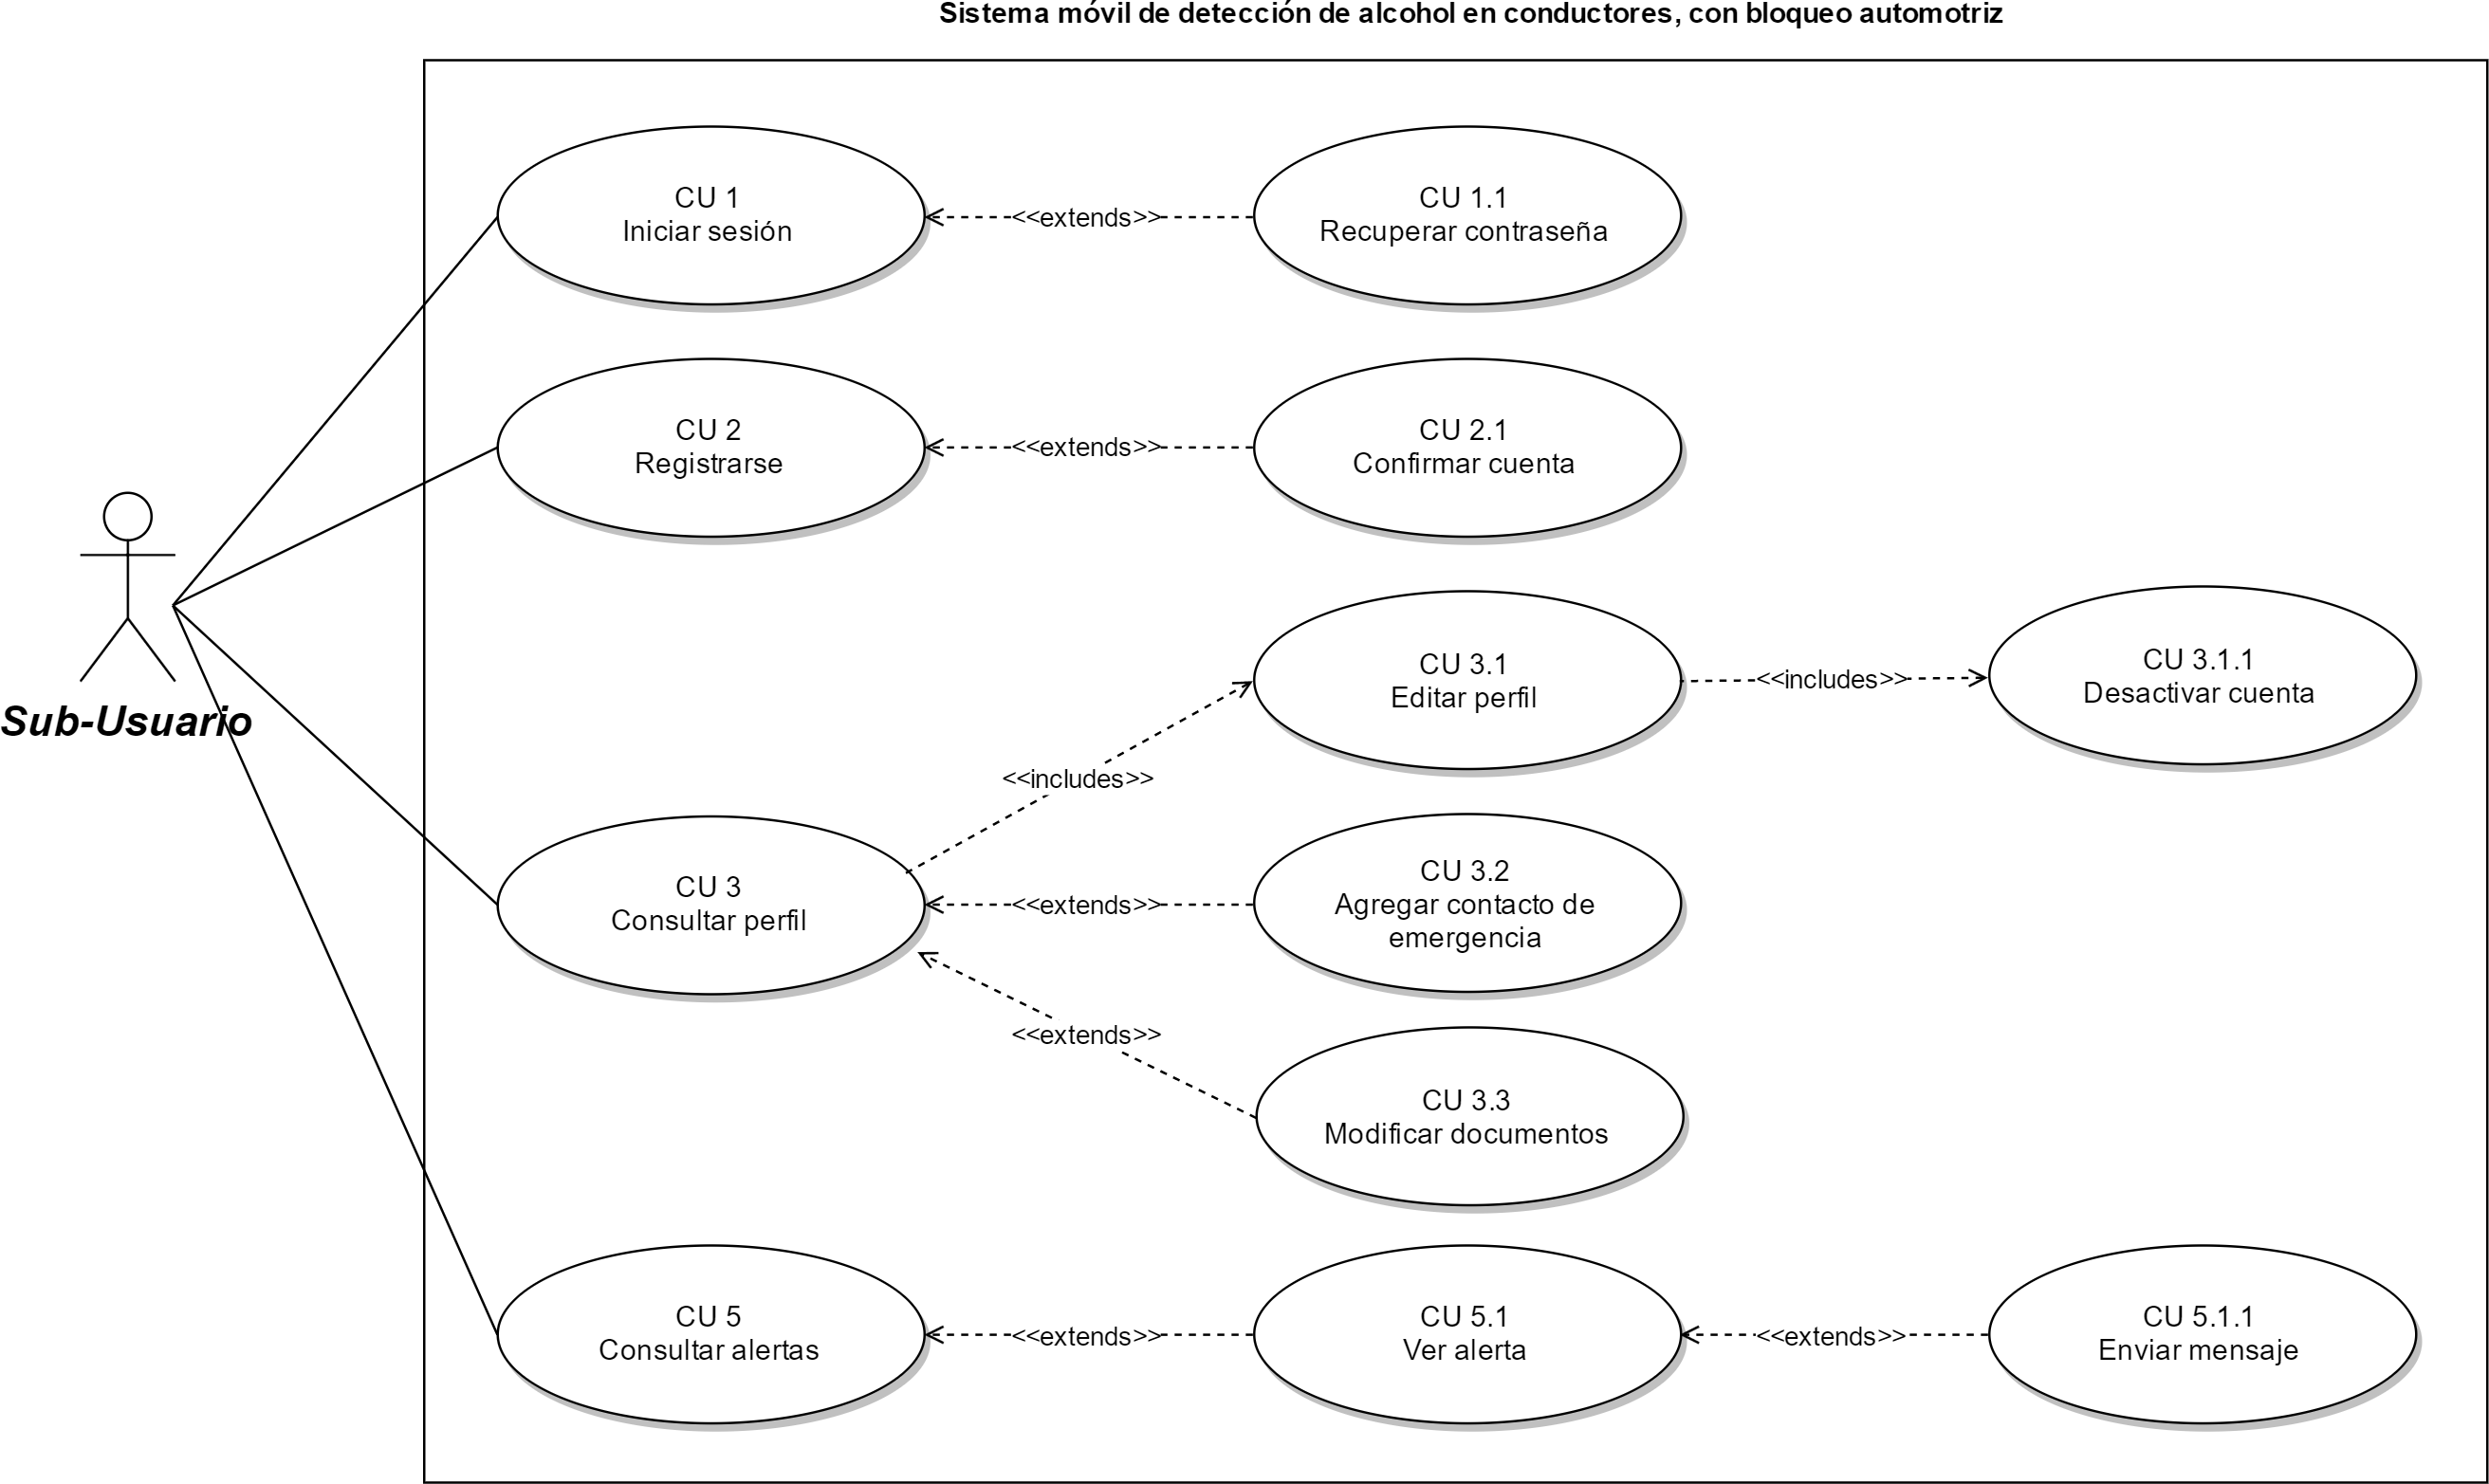 Sistema móvil de detección de alcohol en conductores, con bloqueo automotriz
CU 1
Iniciar sesión
<<extends>>
CU 1.1
Recuperar contraseña
CU 2
Registrarse
<<extends>>
CU 2.1
Confirmar cuenta
Sub-Usuario
CU 3.1
Editar perfil
<<includes>>
CU 3.1.1
Desactivar cuenta
<<includes>>
CU 3
Consultar perfil
<<extends>>
CU 3.2
Agregar contacto de
emergencia
<<extends>>
CU 3.3
Modificar documentos
CU 5
Consultar alertas
<<extends>>
CU 5.1
Ver alerta
<<extends>>
CU 5.1.1
Enviar mensaje